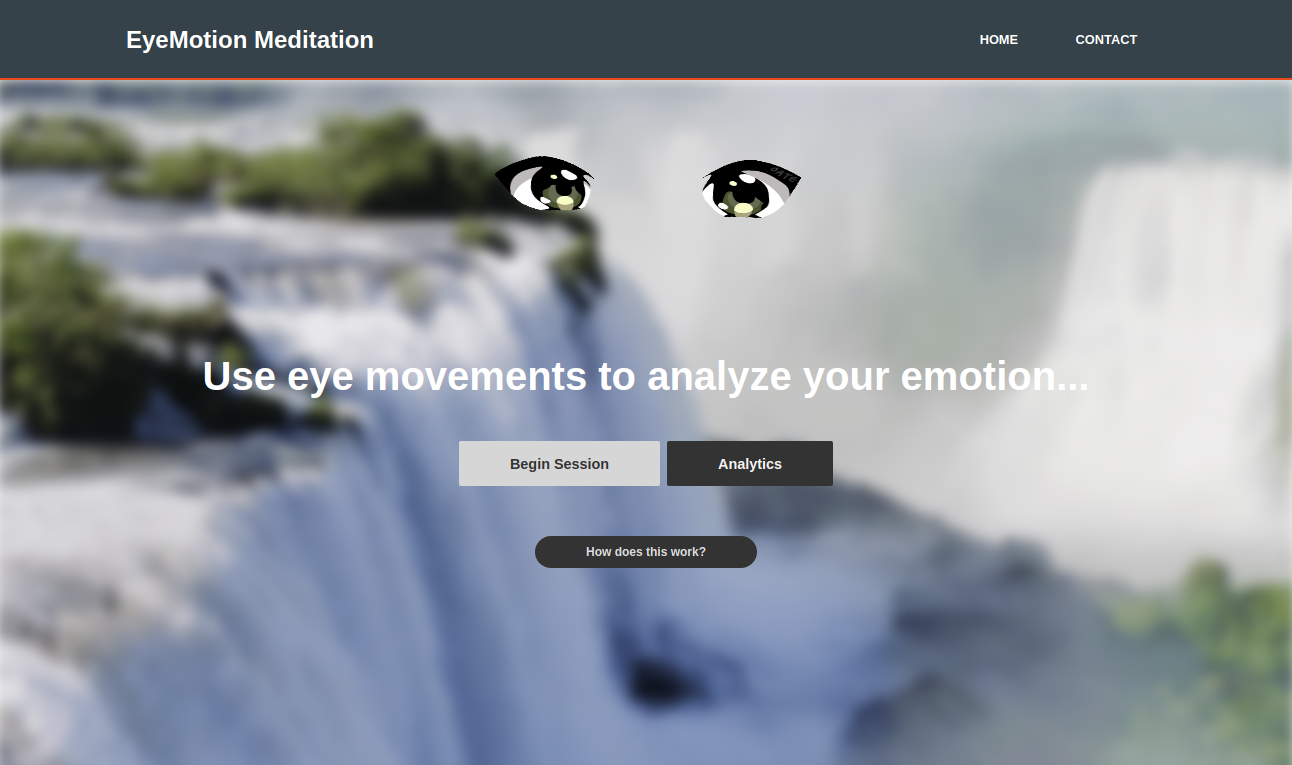 EyeMotion Meditation
HOME
CONTACT
Use eye movements to analyze your emotion...
Begin Session
Analytics
How does this work?